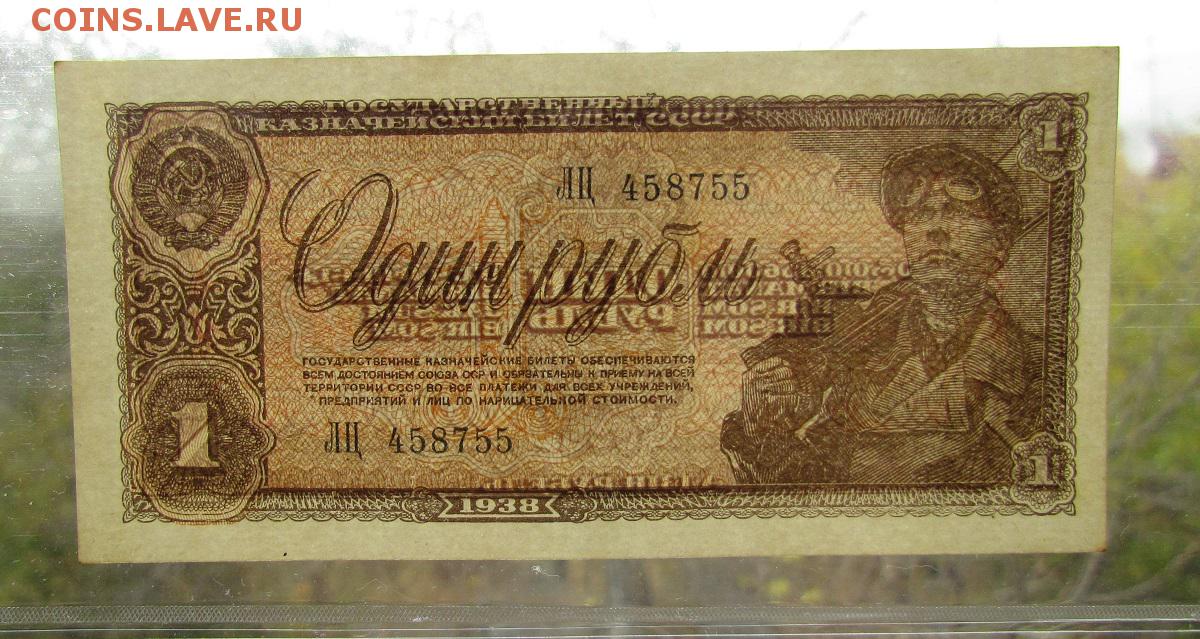 COINS.LAVE.RU
ГОСУДАРСТВЕННЫЙ
КАЗНАЧЕЙСКИЙ БИЛЕТ СССР
1
ЛЦ 458755
Один рубль
ГОСУДАРСТВЕННЫЕ КАЗНАЧЕЙСКИЕ БИЛЕТЫ ОБЕСПЕЧИВАЮТСЯ
ВСЕМ ДОСТОЯНИЕМ СОЮЗА ССР И ОБЯЗАТЕЛЬНЫ К ПРИЕМУ НА ВСЕЙ
ТЕРРИТОРИИ СССР ВО ВСЕ ПЛАТЕЖИ ДЛЯ ВСЕХ УЧРЕЖДЕНИЙ,
ПРЕДПРИЯТИЙ И ЛИЦ ПО НАРИЦАТЕЛЬНОЙ СТОИМОСТИ.
1
ЛЦ 458755
1
1938